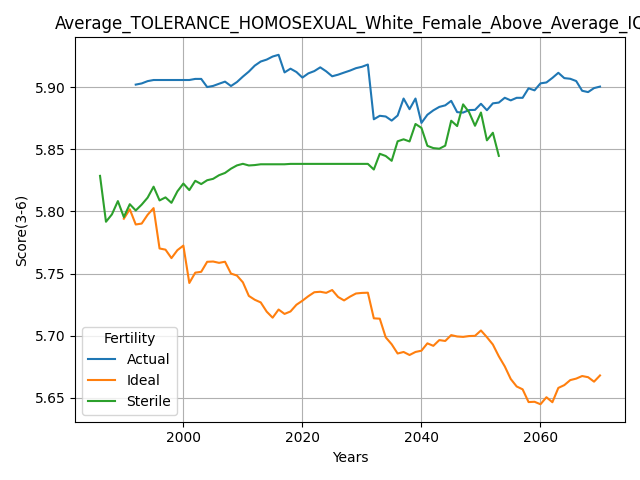 Average_TOLERANCE_HOMOSEXUAL_White_Female_Above_Average_IQ
Score(3-6)
5.90
5.85
5.80
5.75
5.70
5.65
Fertility
Actual
Ideal
Sterile
2000
2020
2040
2060
Years